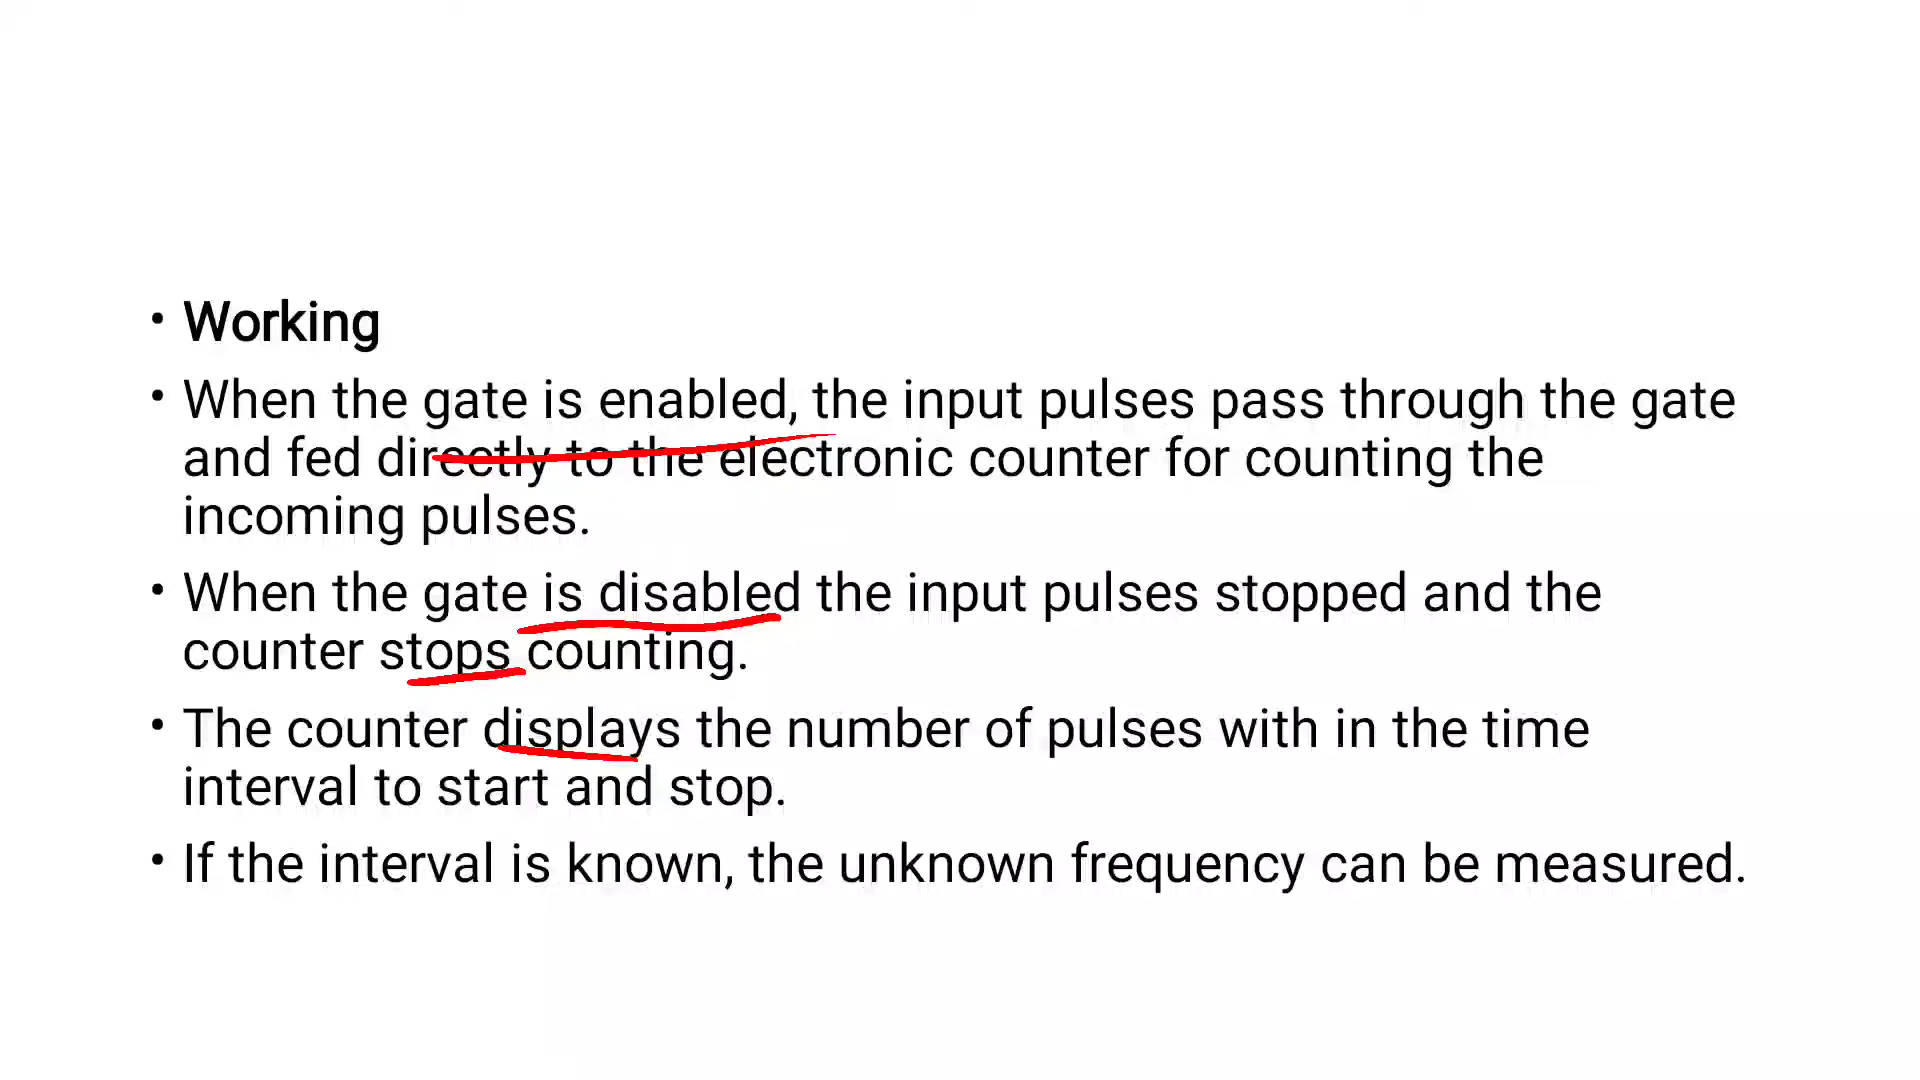 • Working
• When the gate is enabled, the input pulses pass through the gate
and fed directly to the electronic counter for counting the
incoming pulses.
• When the gate is disabled the input pulses stopped and the
counter stops counting.
• The counter displays the number of pulses with in the time
interval to start and stop.
• If the interval is known, the unknown frequency can be measured.